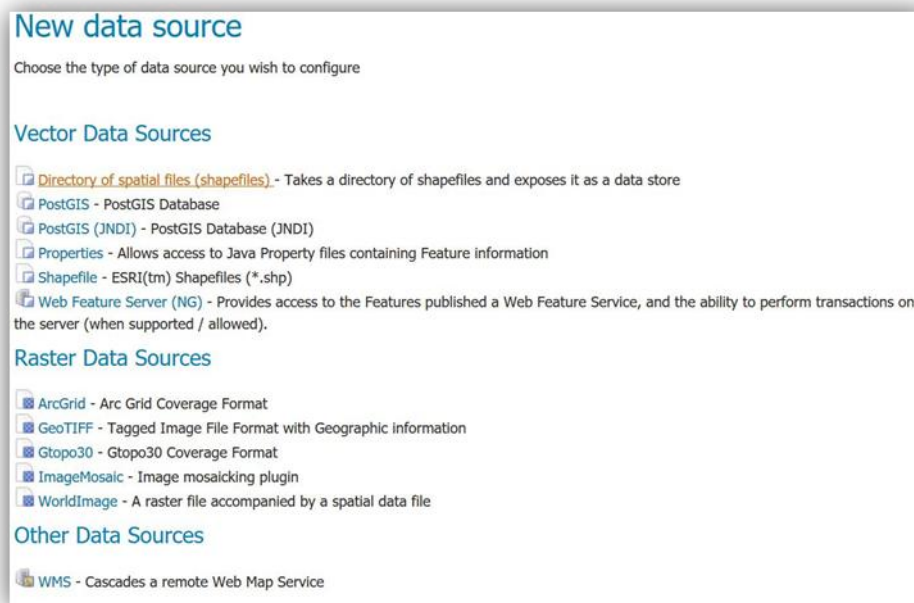 New data source
Choose the type of data source you wish to configure
Vector Data Sources
Directory of spatial files (shapefiles) - Takes a directory of shapefiles and exposes it as a data store
PostGIS - PostGIS Database
PostGIS (JNDI) - PostGIS Database (JNDI)
Properties - Allows access to Java Property files containing Feature information
Shapefile - ESRI(tm) Shapefiles (*.shp)
Web Feature Server (NG) - Provides access to the Features published a Web Feature Service, and the ability to perform transactions on
the server (when supported / allowed).
Raster Data Sources
ArcGrid - Arc Grid Coverage Format
GeoTIFF - Tagged Image File Format with Geographic information
Gtopo30 - Gtopo30 Coverage Format
ImageMosaic - Image mosaicking plugin
WorldImage - A raster file accompanied by a spatial data file
Other Data Sources
WMS - Cascades a remote Web Map Service